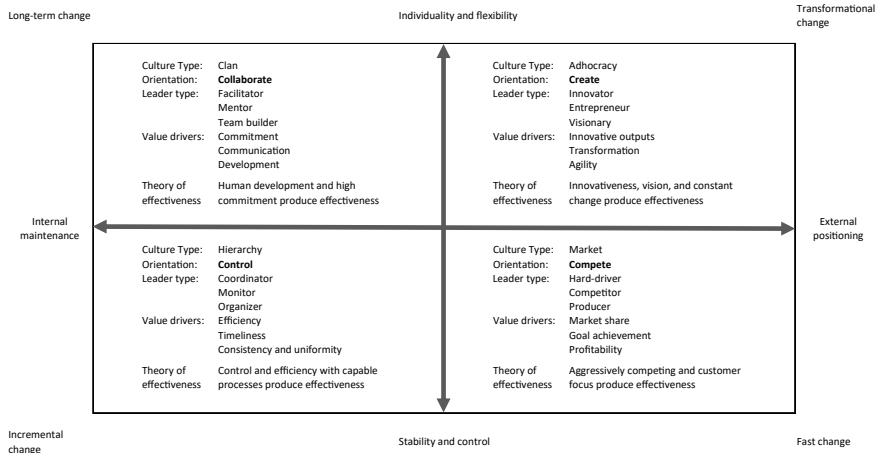 Long-term change
Individuality and flexibility
Transformational
change
Culture Type: Clan
Orientation: Collaborate
Leader type: Facilitator
Mentor
Team builder
Value drivers: Commitment
Communication
Development
Theory of Human development and high
effectiveness commitment produce effectiveness
Culture Type: Adhocracy
Orientation: Create
Leader type: Innovator
Entrepreneur
Visionary
Value drivers: Innovative outputs
Transformation
Agility
Theory of Innovativeness, vision, and constant
effectiveness change produce effectiveness
Internal
maintenance
External
positioning
Culture Type: Hierarchy
Orientation: Control
Leader type: Coordinator
Monitor
Organizer
Value drivers: Efficiency
Timeliness
Consistency and uniformity
Theory of Control and efficiency with capable
effectiveness processes produce effectiveness
Culture Type: Market
Orientation: Compete
Leader type: Hard-driver
Competitor
Producer
Value drivers: Market share
Goal achievement
Profitability
Theory of Aggressively competing and customer
effectiveness focus produce effectiveness
Incremental
change
Stability and control
Fast change